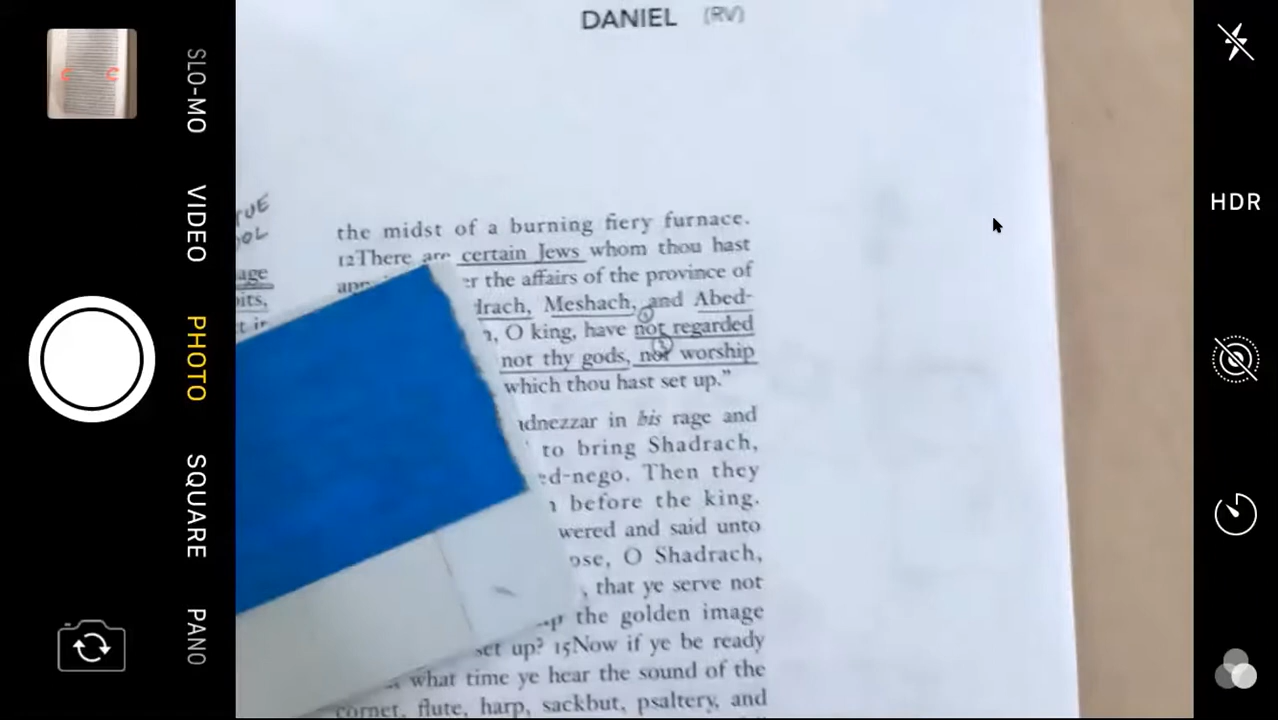 DANIEL (RV)
SLO-MO
VIDEO
PHOTO
SQUARE
PANO
HDR
age
the midst of a burning fiery furnace.
12There are certain Jews whom thou hast
the affairs of the province of
Meshach, and Abed-
O king, have not regarded
not thy gods, nor worship
which thou hast set up.”
in his rage and
to bring Shadrach,
Then they
before the king.
and said unto
O Shadrach,
that ye serve not
the golden image
set up? 15Now if ye be ready
what time ye hear the sound of the
cornet, flute, harp, sackbut, psaltery, and